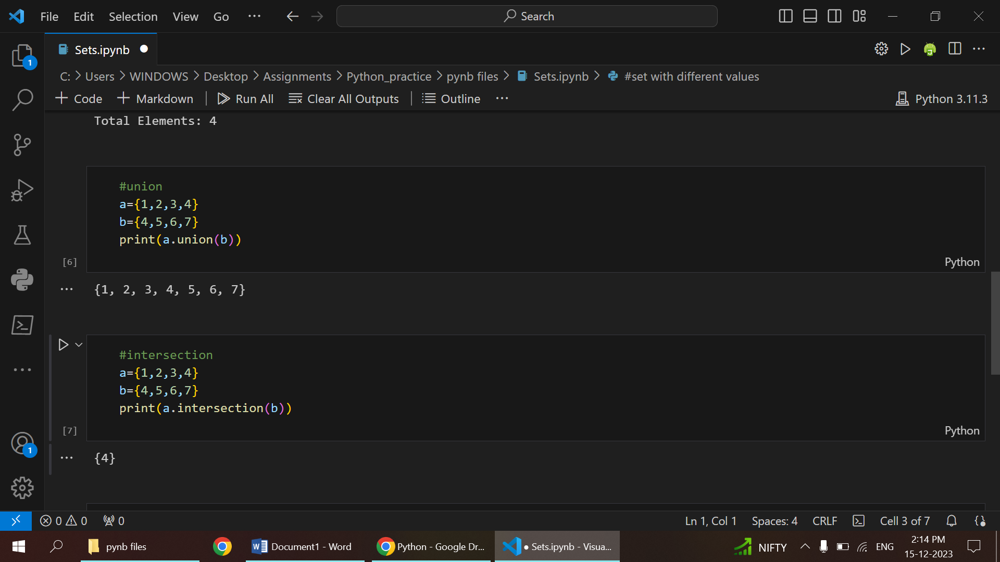 File Edit Selection View Go ··· Search
Sets.ipynb
C: > Users > WINDOWS > Desktop > Assignments > Python_practice > pynb files > Sets.ipynb > #set with different values
+ Code + Markdown | Run All Clear All Outputs | Outline ··· Python 3.11.3
Total Elements: 4
#union
a={1,2,3,4}
b={4,5,6,7}
print(a.union(b))
[6] Python
··· {1, 2, 3, 4, 5, 6, 7}
#intersection
a={1,2,3,4}
b={4,5,6,7}
print(a.intersection(b))
[7] Python
··· {4}
1
1
0 0 0 Ln 1, Col 1 Spaces: 4 CRLF Cell 3 of 7
pynb files Document1 - Word Python - Google Dr... ● Sets.ipynb - Visua... NIFTY ENG 2:14 PM
15-12-2023